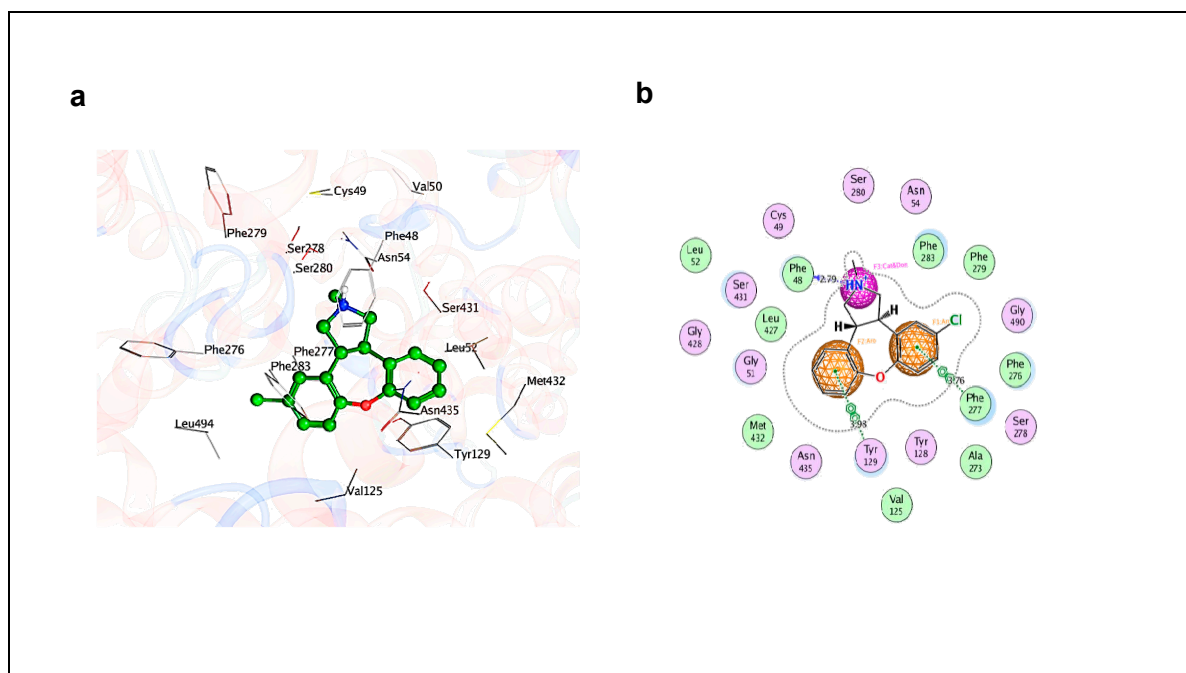 a
b
Cys49
Val50
Phe279
Ser278
Phe48
Asn54
Ser280
Ser431
Phe276
Phe277
Leu52
Phe283
Met432
Asn435
Leu494
Tyr129
Val125
Ser
280
Asn
54
Cys
49
Leu
52
Phe
283
Phe
279
Phe
48
2.79
HN+
F1:Cat&Don
Ser
431
Leu
427
H
H
Cl
Gly
490
Gly
428
Gly
51
Phe
276
O
3.76
Phe
277
Met
432
3.98
Ser
278
Asn
435
Tyr
129
Tyr
128
Ala
273
Val
125